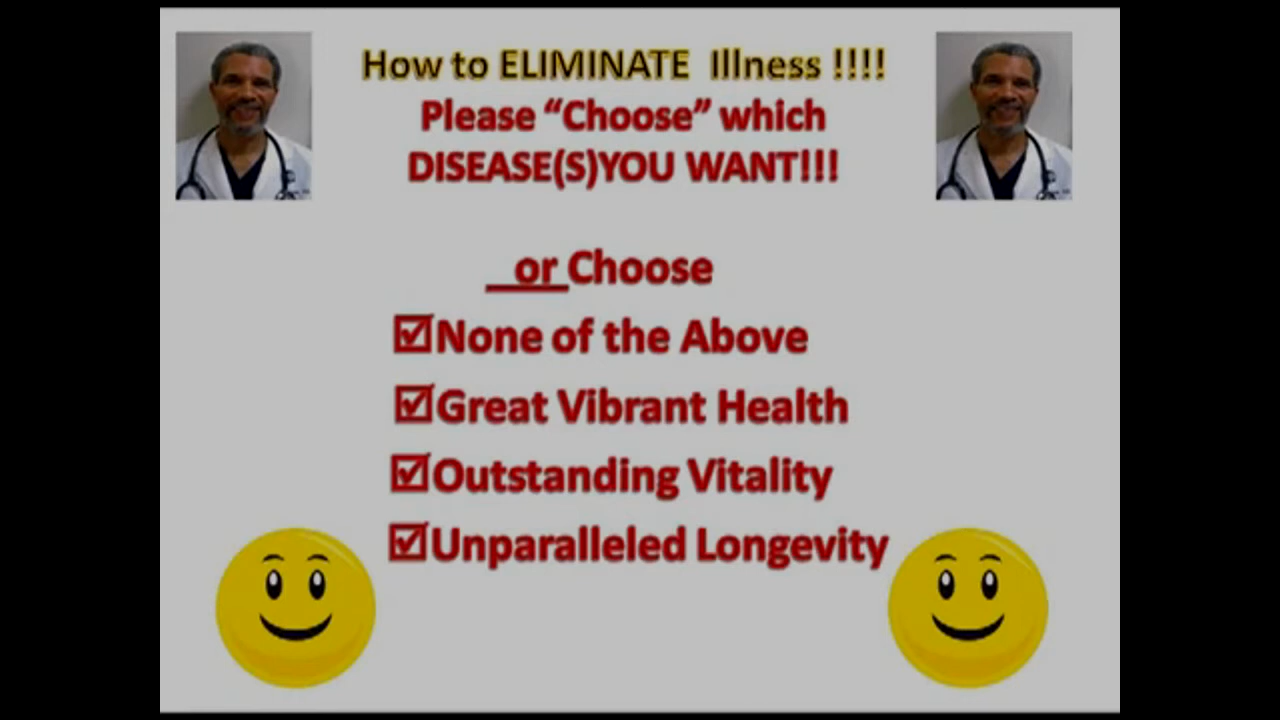 How to ELIMINATE Illness !!!!
Please “Choose” which
DISEASE(S)YOU WANT!!!
or Choose
☑None of the Above
☑Great Vibrant Health
☑Outstanding Vitality
☑Unparalleled Longevity